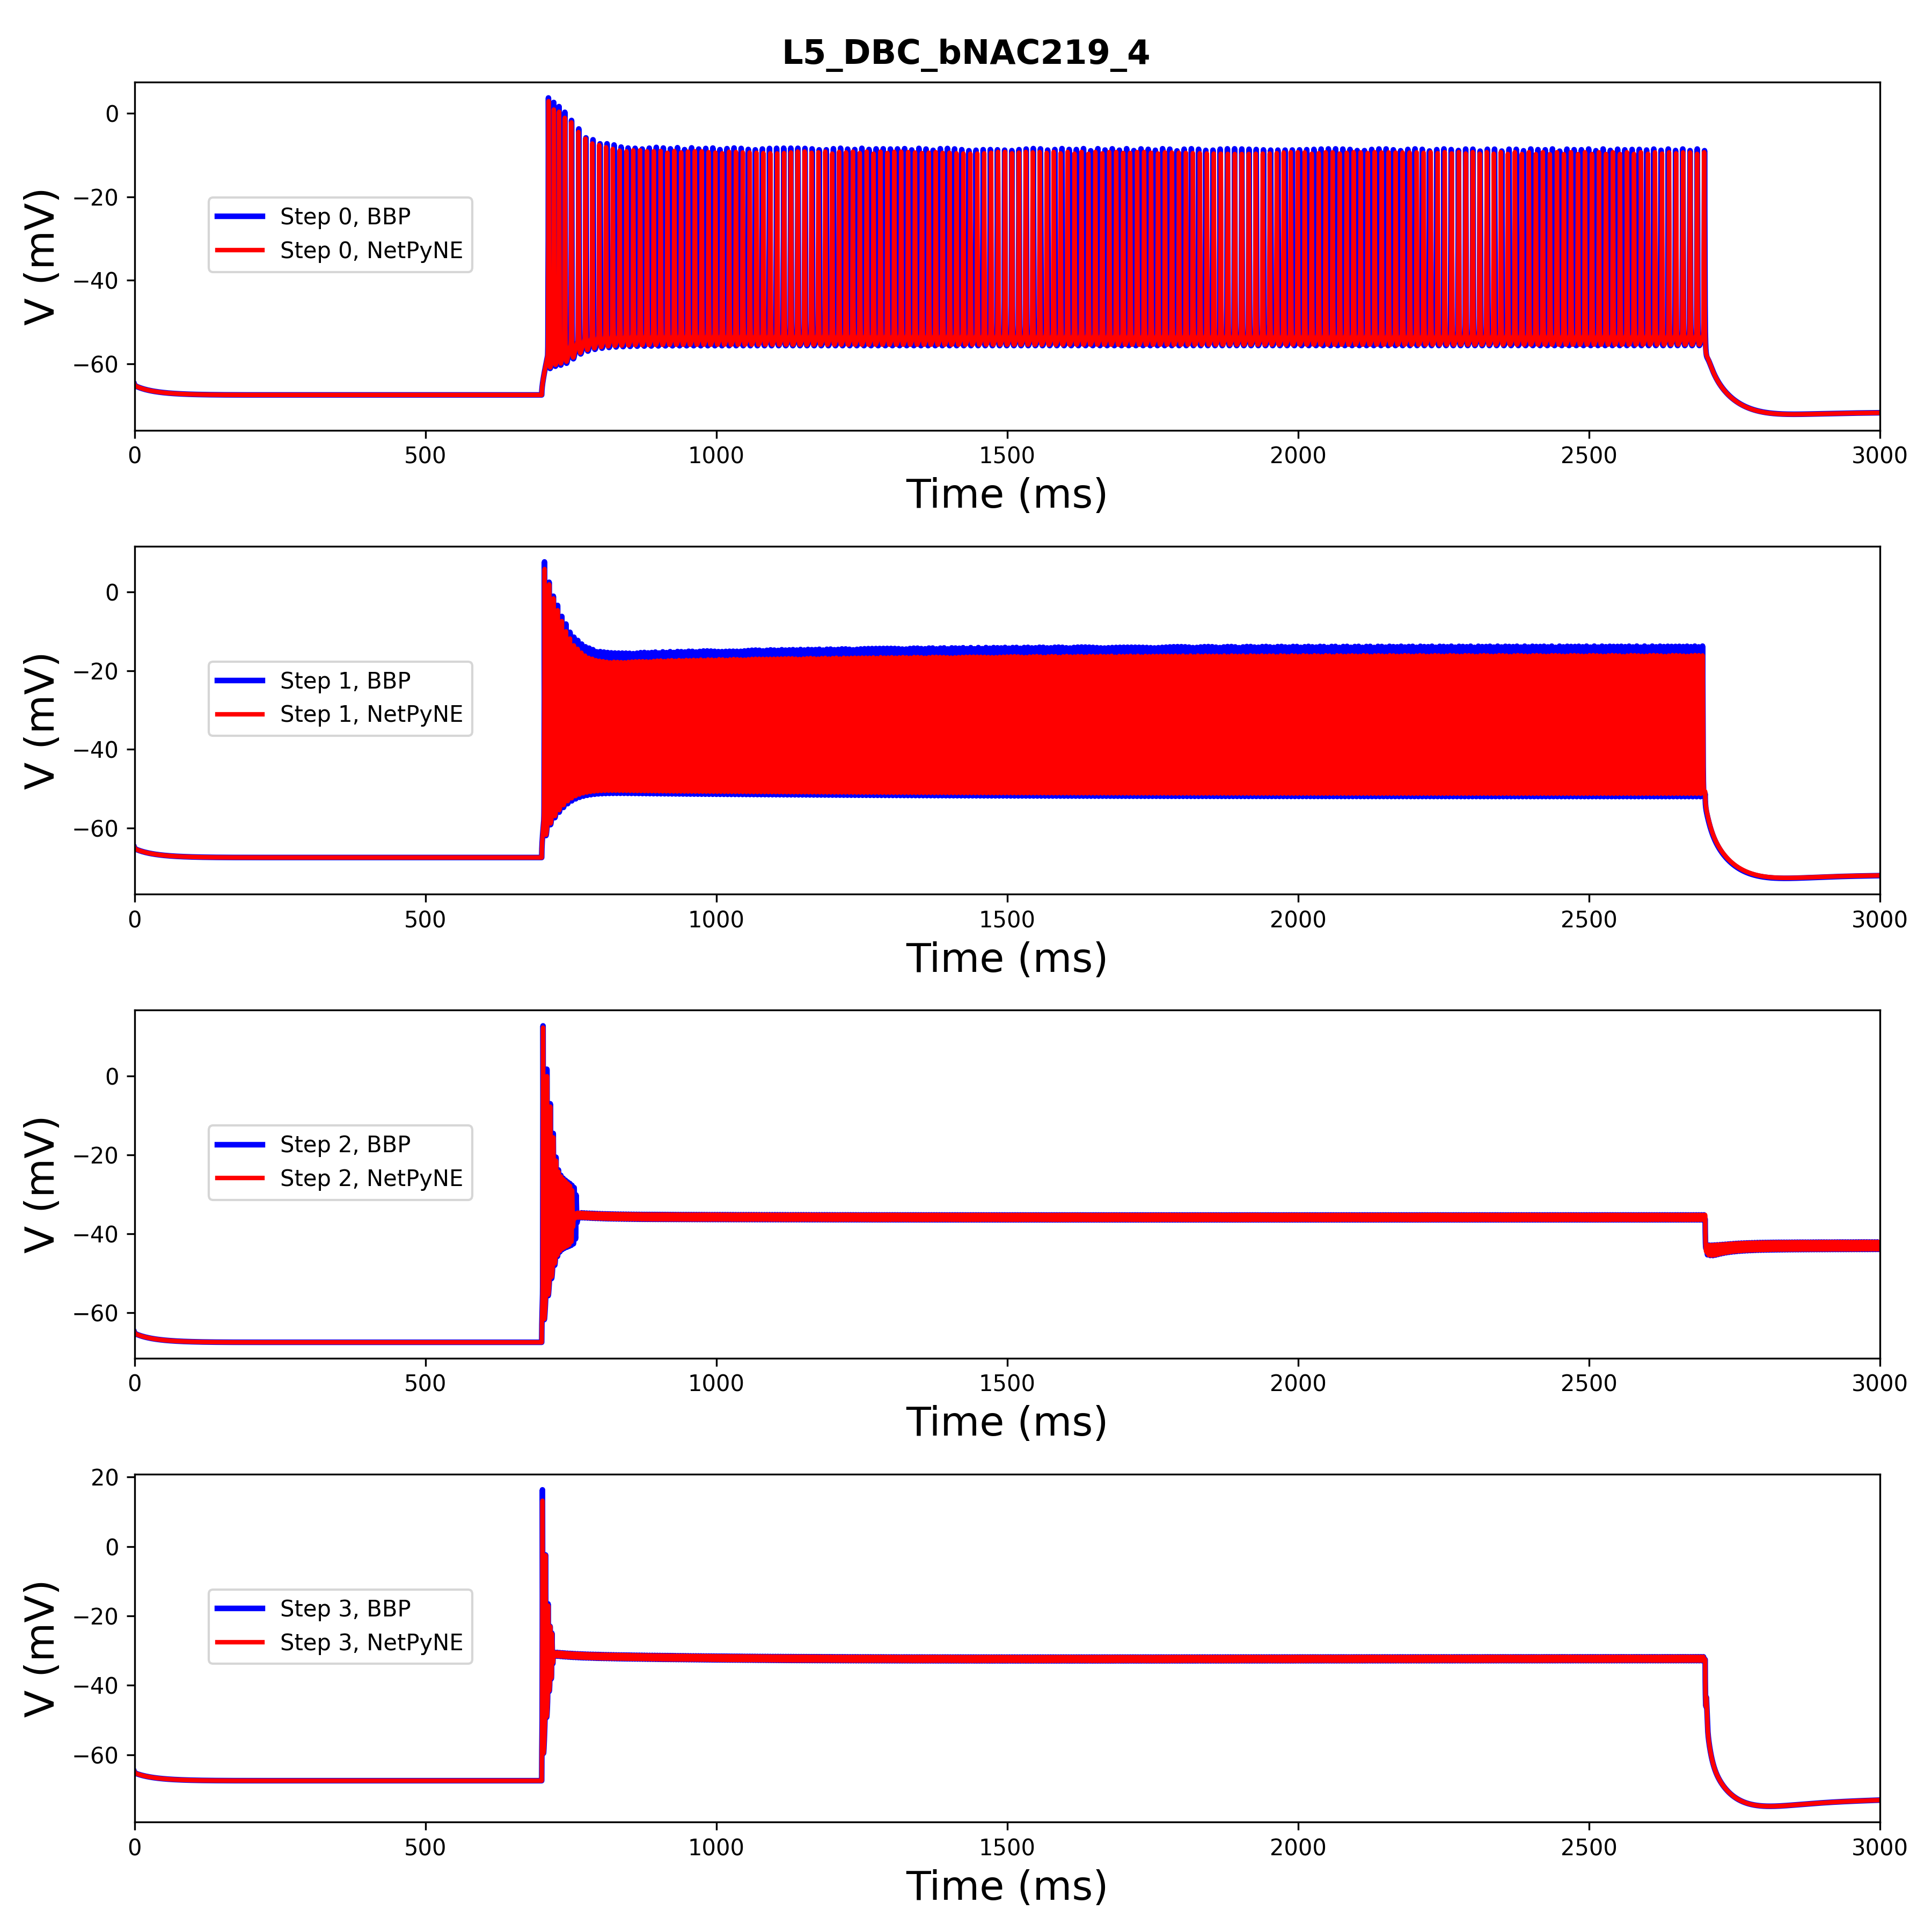 L5_DBC_bNAC219_4
0
−20
−40
−60
V (mV)
Step 0, BBP
Step 0, NetPyNE
0 500 1000 1500 2000 2500 3000
Time (ms)
0
−20
−40
−60
V (mV)
Step 1, BBP
Step 1, NetPyNE
0 500 1000 1500 2000 2500 3000
Time (ms)
0
−20
−40
−60
V (mV)
Step 2, BBP
Step 2, NetPyNE
0 500 1000 1500 2000 2500 3000
Time (ms)
20
0
−20
−40
−60
V (mV)
Step 3, BBP
Step 3, NetPyNE
0 500 1000 1500 2000 2500 3000
Time (ms)